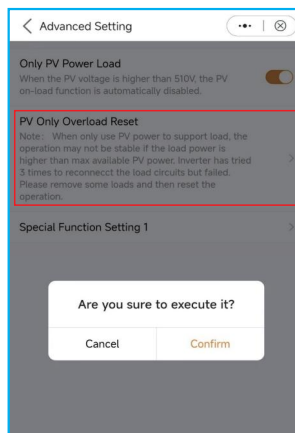 Advanced Setting
Only PV Power Load
When the PV voltage is higher than 510V, the PV
on-load function is automatically
disabled.
PV Only Overload Reset
Note： When only use PV power to support load, the
operation may not be stable if the
load power is
higher than max available PV power. Inverter has tried
3 times to reconnecct the load circuits but failed.
Please remove some loads and then reset the
operation.
Special Function Setting 1
Are you sure to execute it?
Cancel
Confirm